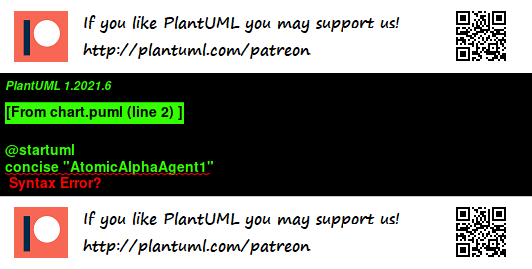 If you like PlantUML you may support us!
http://plantuml.com/patreon
PlantUML 1.2021.6
[From chart.puml (line 2) ]
@startuml
concise "AtomicAlphaAgent1"
Syntax Error?
If you like PlantUML you may support us!
http://plantuml.com/patreon